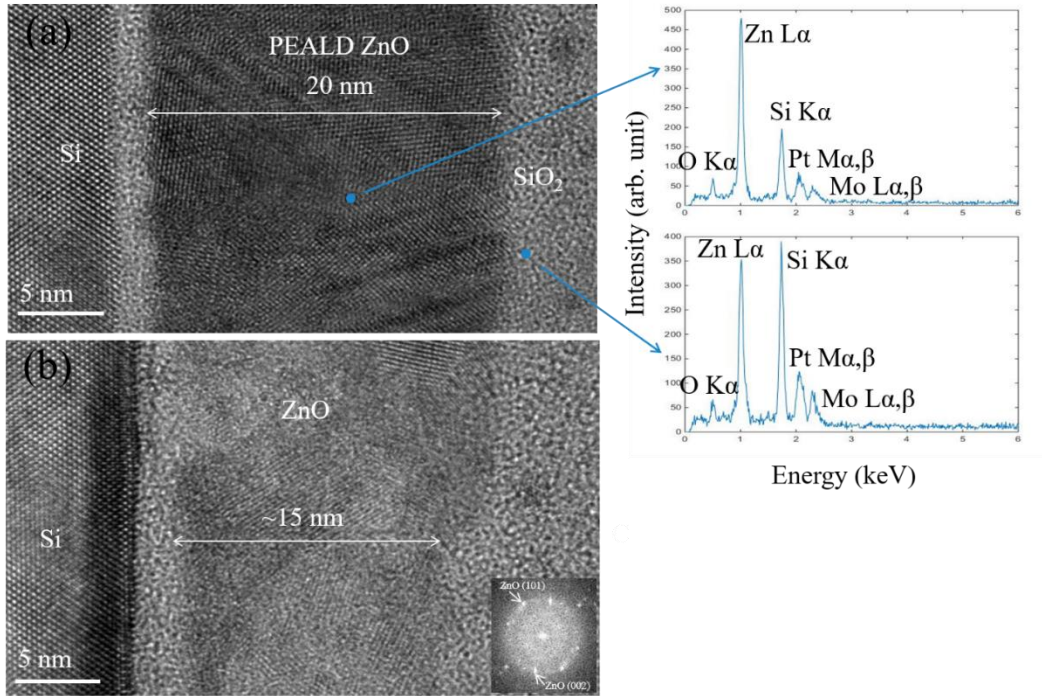 (a)
PEALD ZnO
20 nm
Si
SiO2
5 nm
(b)
ZnO
~15 nm
Si
5 nm
ZnO (101)
ZnO (002)
500
450
400
350
300
250
200
150
100
50
0
Zn Lα
Si Kα
O Kα
Pt Mα,β
Mo Lα,β
0 1 2 3 4 5 6
Intensity (arb. unit)
400
350
300
250
200
150
100
50
0
Zn Lα
Si Kα
O Kα
Pt Mα,β
Mo Lα,β
0 1 2 3 4 5 6
Energy (keV)